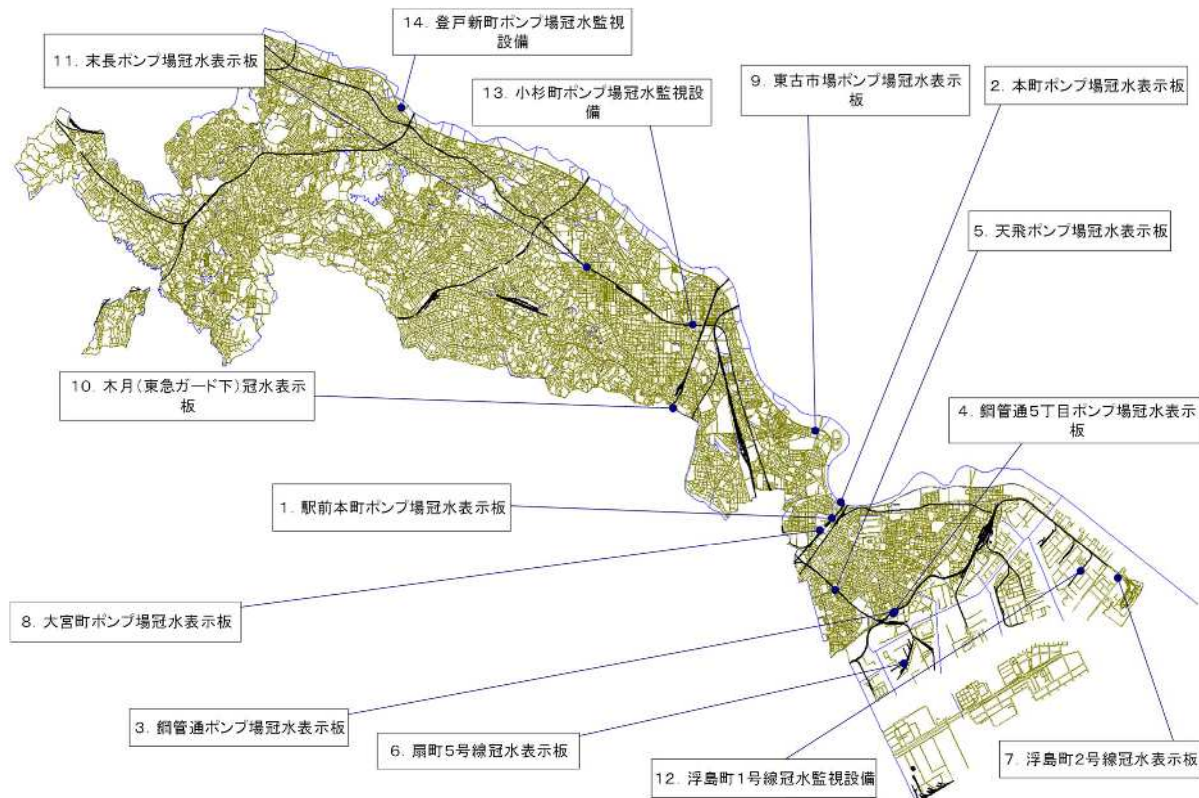 14. 登戸新町ポンプ場冠水監視
設備
11. 末長ポンプ場冠水表示板
13. 小杉町ポンプ場冠水監視設
備
9. 東古市場ポンプ場冠水表示
板
2. 本町ポンプ場冠水表示板
5. 天飛ポンプ場冠水表示板
10. 木月(東急ガード下)冠水表示
板
4. 鋼管通5丁目ポンプ場冠水表示
板
1. 駅前本町ポンプ場冠水表示板
8. 大宮町ポンプ場冠水表示板
3. 鋼管通ポンプ場冠水表示板
6. 扇町5号線冠水表示板
12. 浮島町1号線冠水監視設備
7. 浮島町2号線冠水表示板